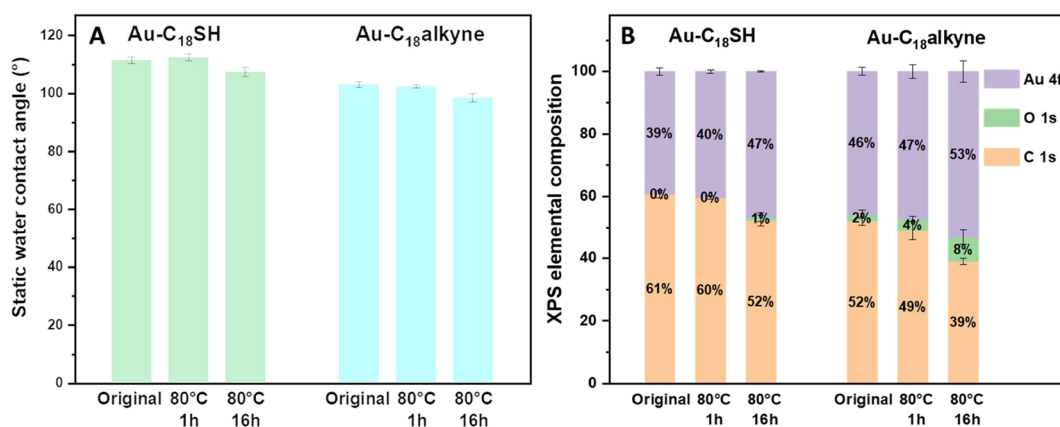 A
Au-C₁₈SH
Au-C₁₈alkyne
Static water contact angle (°)
120
100
80
60
40
20
0
Original 80°C 80°C
1h 16h
Original 80°C 80°C
1h 16h
B
Au-C₁₈SH
Au-C₁₈alkyne
XPS elemental composition
100
80
60
40
20
0
39% 40% 47% 46% 47% 53%
0% 0% 1% 2% 4% 8%
61% 60% 52% 52% 49% 39%
Original 80°C 80°C
1h 16h
Original 80°C 80°C
1h 16h
Au 4f
O 1s
C 1s